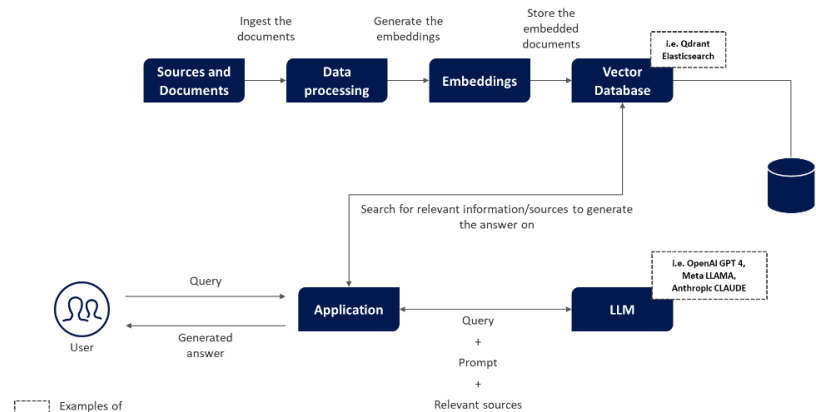 Ingest the
documents
Generate the
embeddings
Store the
embedded
documents
i.e. Qdrant
Elasticsearch
Sources and
Documents
Data
processing
Embeddings
Vector
Database
Search for relevant information/sources to generate
the answer on
i.e. OpenAI GPT 4,
Meta LLAMA,
Anthropic CLAUDE
Query
Application
LLM
Generated
answer
User
Query
+
Prompt
+
Relevant sources
Examples of